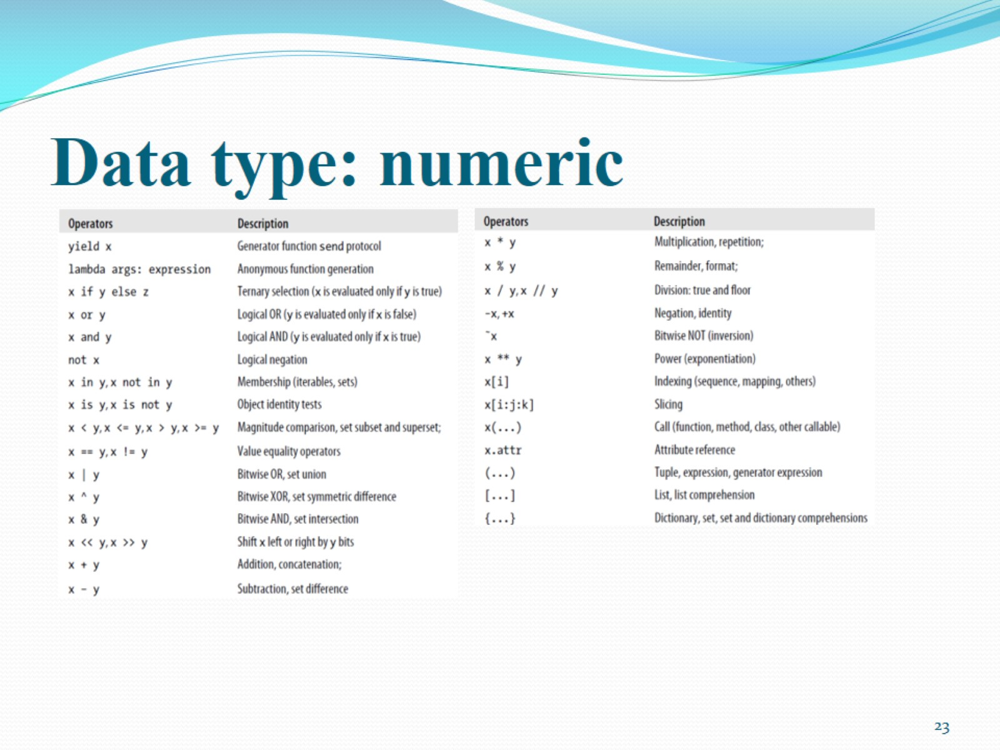 Data type: numeric
Operators Description
yield x Generator function send protocol
lambda args: expression Anonymous function generation
x if y else z Ternary selection (x is evaluated only if y is true)
x or y Logical OR (y is evaluated only if x is false)
x and y Logical AND (y is evaluated only if x is true)
not x Logical negation
x in y, x not in y Membership (iterables, sets)
x is y, x is not y Object identity tests
x < y, x <= y, x > y, x >= y Magnitude comparison, set subset and superset;
x == y, x != y Value equality operators
x | y Bitwise OR, set union
x ^ y Bitwise XOR, set symmetric difference
x & y Bitwise AND, set intersection
x << y, x >> y Shift x left or right by y bits
x + y Addition, concatenation;
x - y Subtraction, set difference
Operators Description
x * y Multiplication, repetition;
x % y Remainder, format;
x / y, x // y Division: true and floor
-x, +x Negation, identity
~x Bitwise NOT (inversion)
x ** y Power (exponentiation)
x[i] Indexing (sequence, mapping, others)
x[i:j:k] Slicing
x(...) Call (function, method, class, other callable)
x.attr Attribute reference
(...) Tuple, expression, generator expression
[...] List, list comprehension
{...} Dictionary, set, set and dictionary comprehensions
23